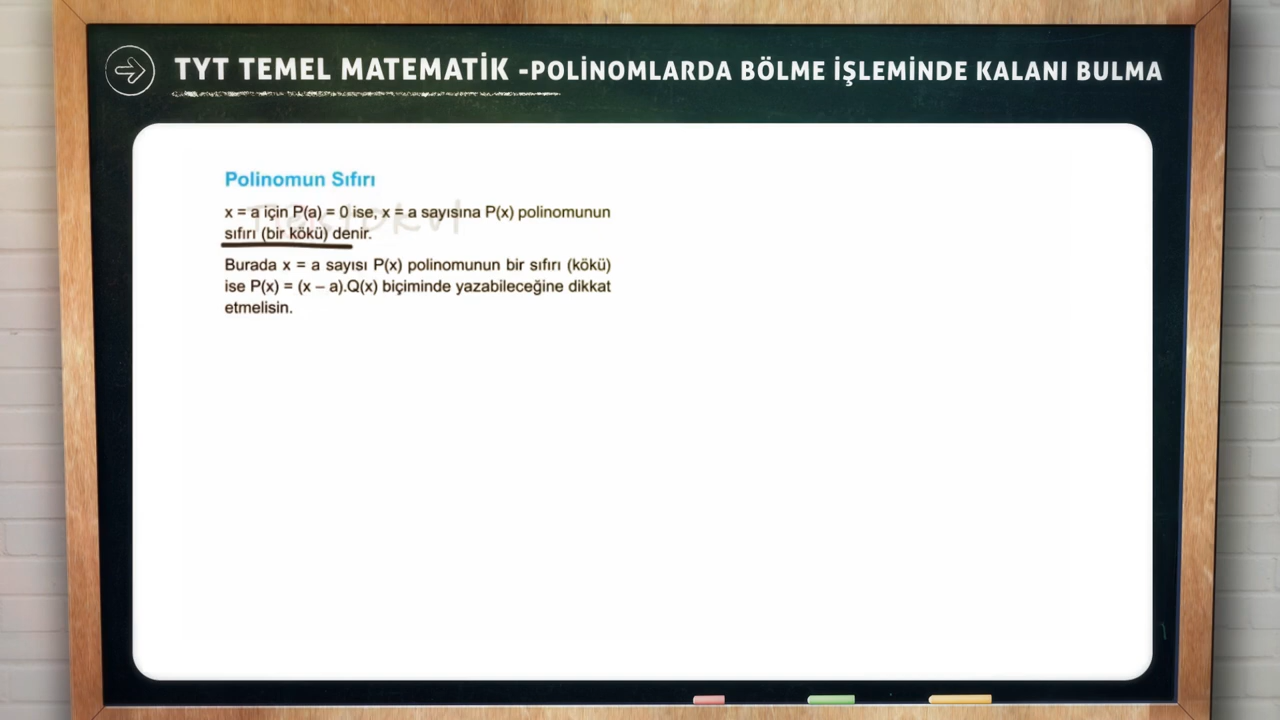 TYT TEMEL MATEMATİK -POLİNOMLARDA BÖLME İŞLEMİNDE KALANI BULMA
Polinomun Sıfırı
x = a için P(a) = 0 ise, x = a sayısına P(x) polinomunun
sıfırı (bir kökü) denir.
Burada x = a sayısı P(x) polinomunun bir sıfırı (kökü)
ise P(x) = (x – a).Q(x) biçiminde yazabileceğine dikkat
etmelisin.